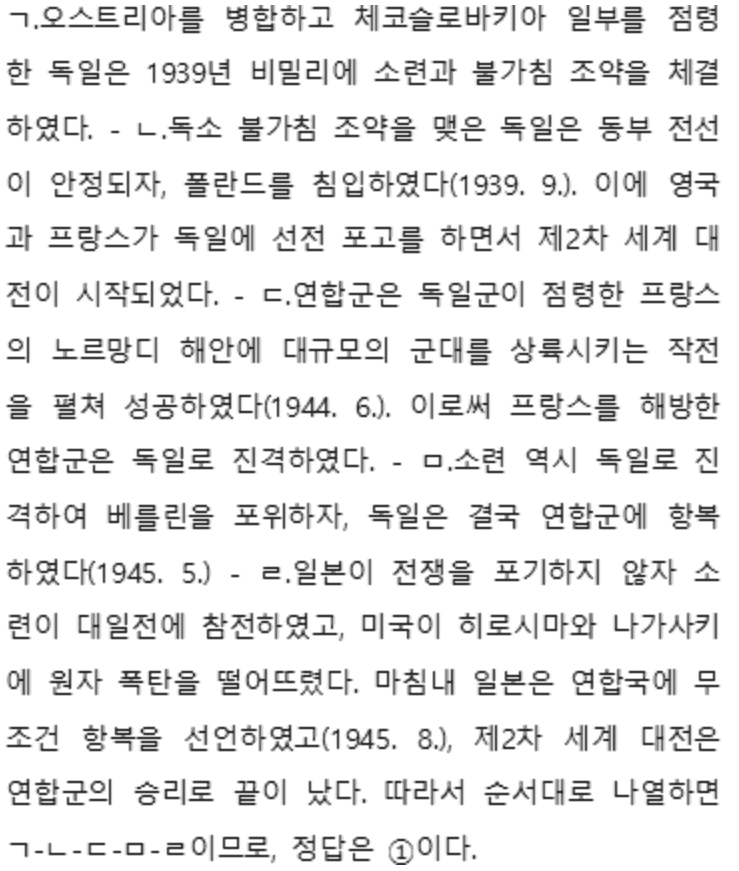 ㄱ.오스트리아를 병합하고 체코슬로바키아 일부를 점령
한 독일은 1939년 비밀리에 소련과 불가침 조약을 체결
하였다. - ㄴ.독소 불가침 조약을 맺은 독일은 동부 전선
이 안정되자, 폴란드를 침입하였다(1939. 9.). 이에 영국
과 프랑스가 독일에 선전 포고를 하면서 제2차 세계 대
전이 시작되었다. - ㄷ.연합군은 독일군이 점령한 프랑스
의 노르망디 해안에 대규모의 군대를 상륙시키는 작전
을 펼쳐 성공하였다(1944. 6.). 이로써 프랑스를 해방한
연합군은 독일로 진격하였다. - ㅁ.소련 역시 독일로 진
격하여 베를린을 포위하자, 독일은 결국 연합군에 항복
하였다(1945. 5.) - ㄹ.일본이 전쟁을 포기하지 않자 소
련이 대일전에 참전하였고, 미국이 히로시마와 나가사키
에 원자 폭탄을 떨어뜨렸다. 마침내 일본은 연합국에 무
조건 항복을 선언하였고(1945. 8.), 제2차 세계 대전은
연합군의 승리로 끝이 났다. 따라서 순서대로 나열하면
ㄱ-ㄴ-ㄷ-ㅁ-ㄹ이므로, 정답은 ①이다.